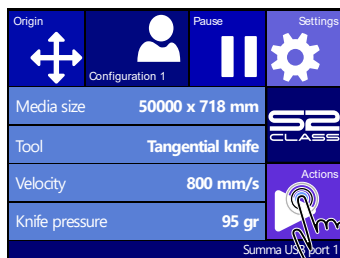 Origin
Configuration 1
Pause
Settings
Media size 50000 x 718 mm
S2
CLASS
Tool Tangential knife
Velocity 800 mm/s
Actions
Knife pressure 95 gr
Summa USB port 1